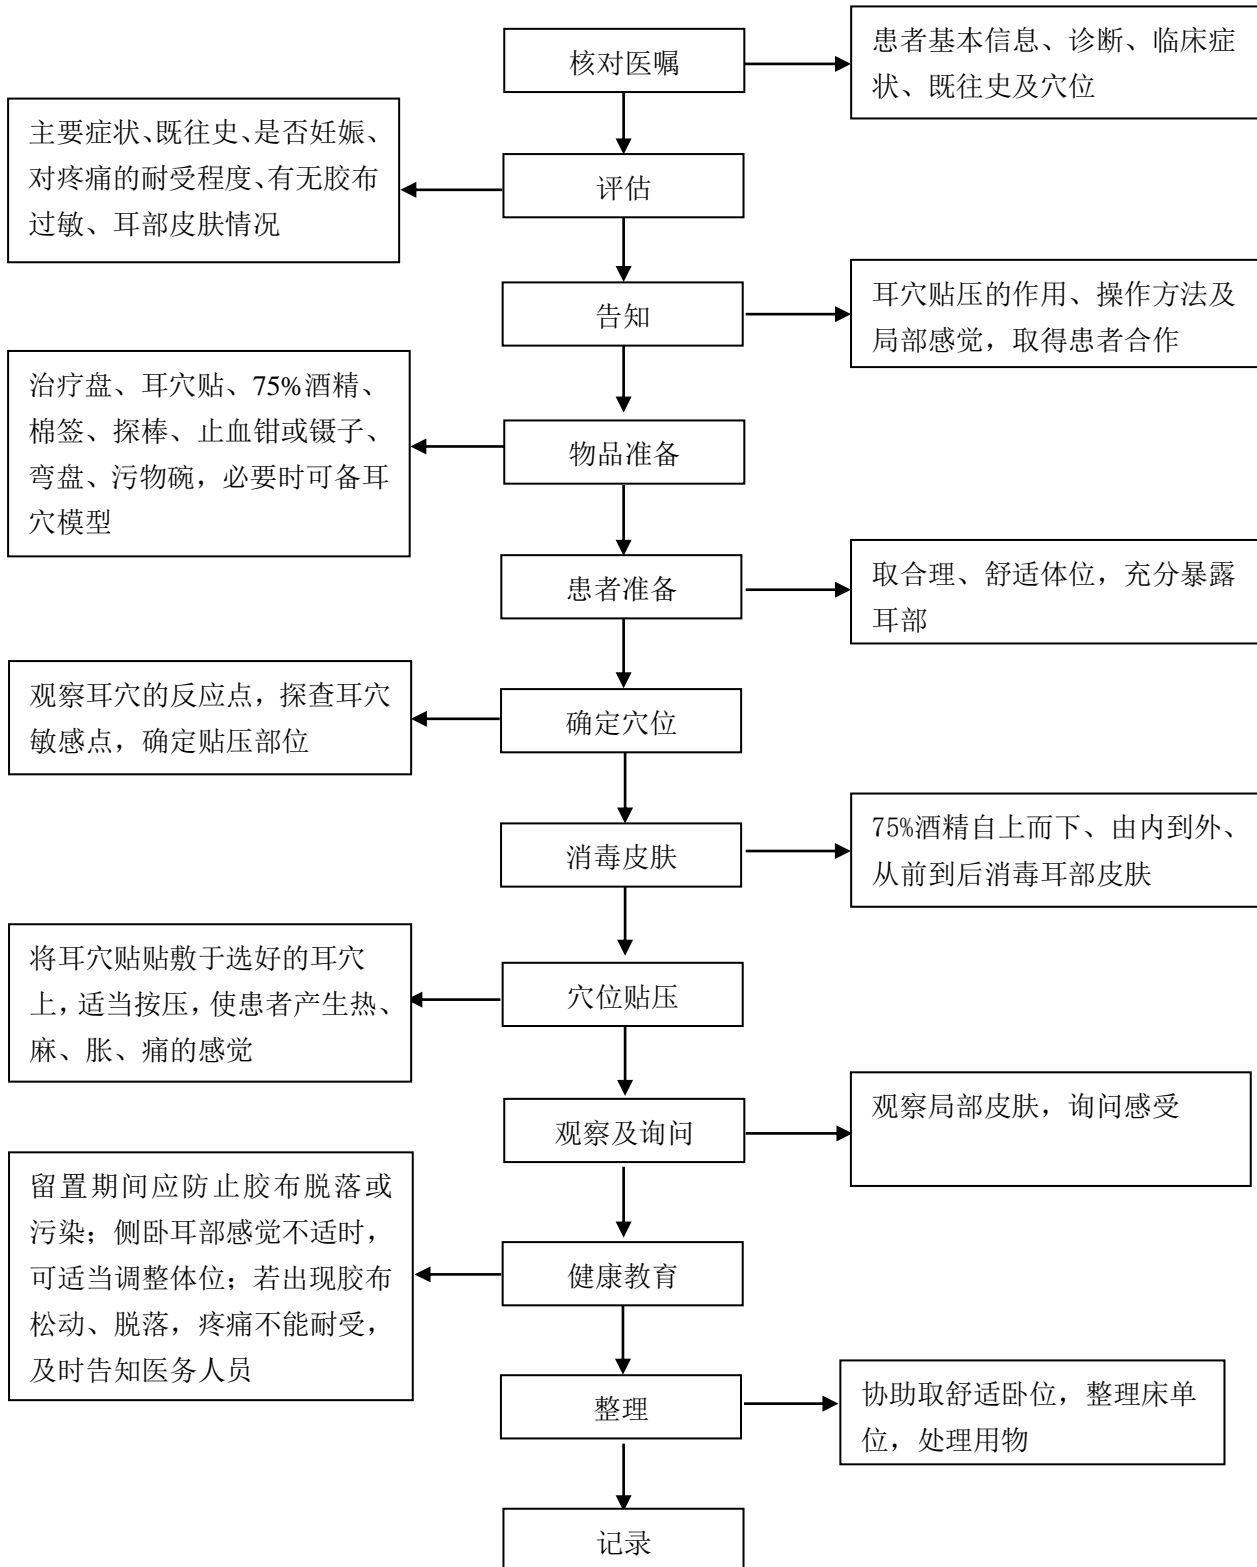 核对医嘱
患者基本信息、诊断、临床症
状、既往史及穴位
评估
主要症状、既往史、是否妊娠、
对疼痛的耐受程度、有无胶布
过敏、耳部皮肤情况
告知
耳穴贴压的作用、操作方法及
局部感觉，取得患者合作
物品准备
治疗盘、耳穴贴、75%酒精、
棉签、探棒、止血钳或镊子、
弯盘、污物碗，必要时可备耳
穴模型
患者准备
取合理、舒适体位，充分暴露
耳部
确定穴位
观察耳穴的反应点，探查耳穴
敏感点，确定贴压部位
消毒皮肤
75%酒精自上而下、由内到外、
从前到后消毒耳部皮肤
穴位贴压
将耳穴贴贴敷于选好的耳穴
上，适当按压，使患者产生热、
麻、胀、痛的感觉
观察及询问
观察局部皮肤，询问感受
健康教育
留置期间应防止胶布脱落或
污染；侧卧耳部感觉不适时，
可适当调整体位；若出现胶布
松动、脱落，疼痛不能耐受，
及时告知医务人员
整理
协助取舒适卧位，整理床单
位，处理用物
记录